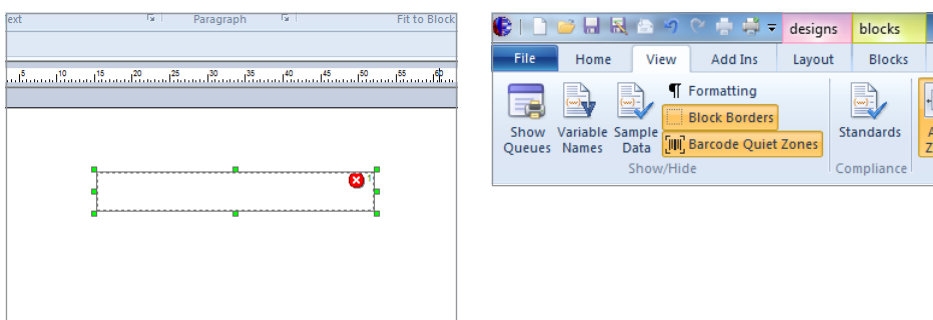 ext Paragraph Fit to Block
5 10 15 20 25 30 35 40 45 50 55 60
1
designs blocks
File Home View Add Ins Layout Blocks
Formatting
Block Borders
Barcode Quiet Zones
Show Queues
Variable Names
Sample Data
Standards
A
Z
Show/Hide
Compliance